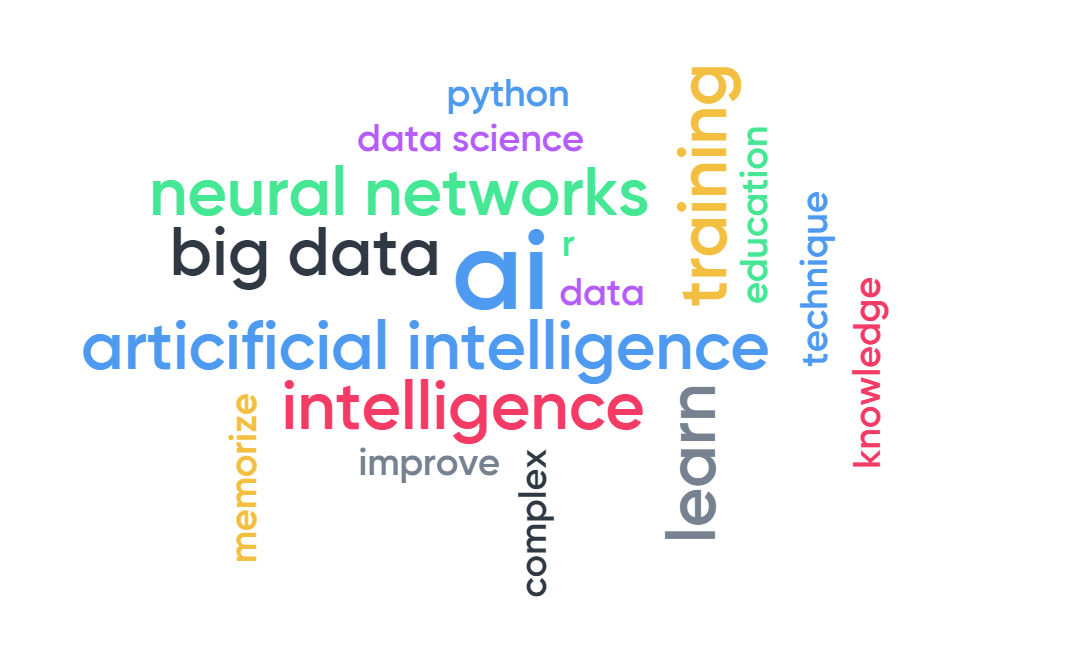 python
data science
neural networks
big data
ai
r
data
training
education
technique
knowledge
articificial intelligence
intelligence
learn
memorize
improve
complex